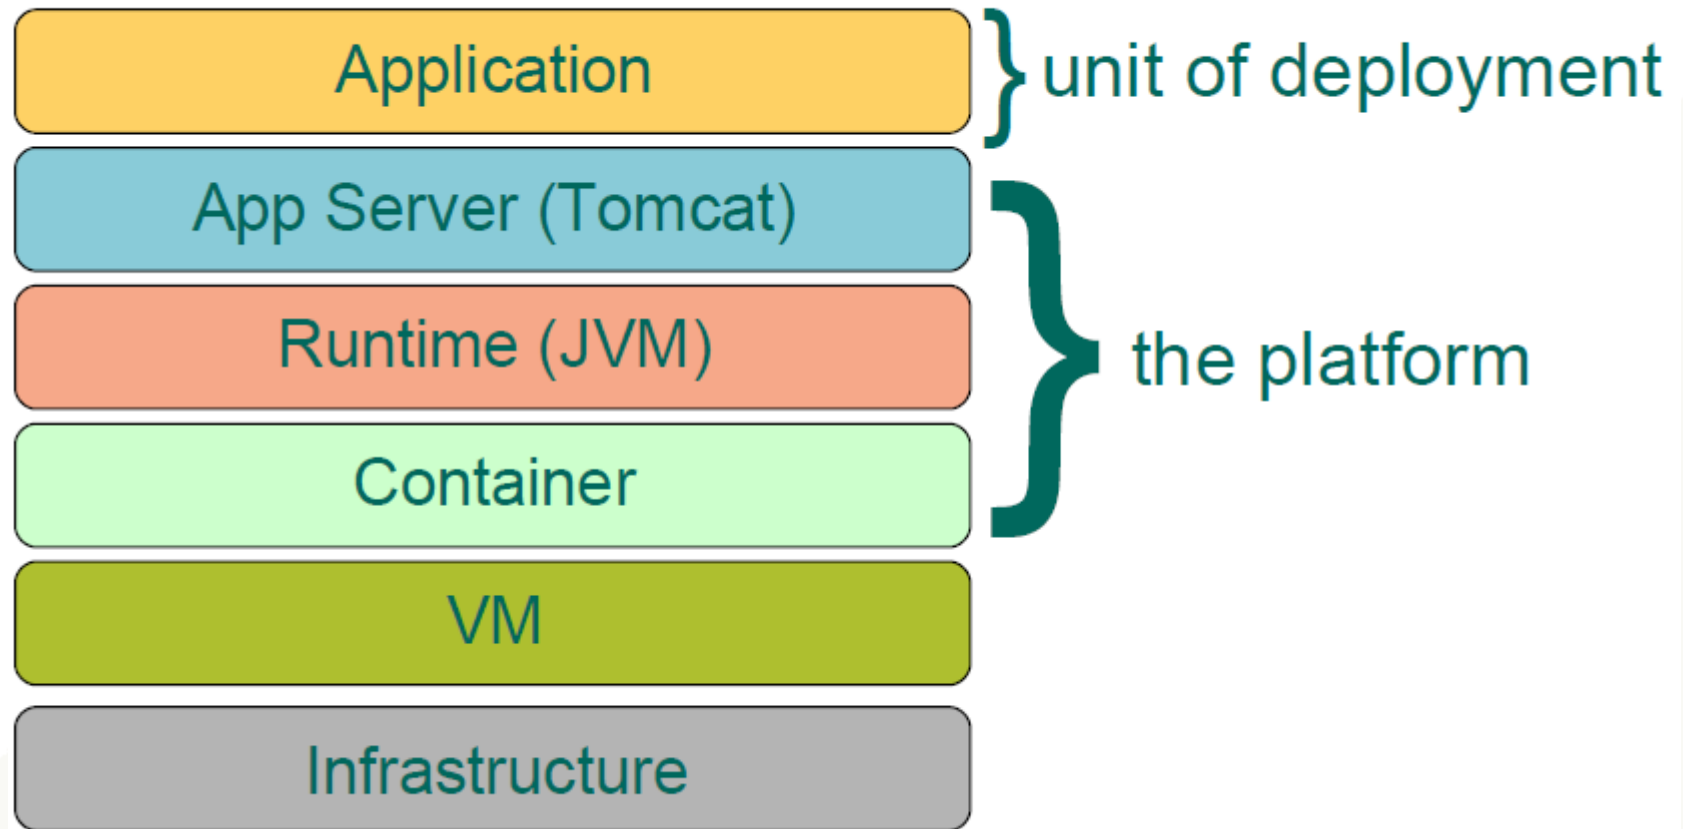 Application
unit of deployment
App Server (Tomcat)
Runtime (JVM)
the platform
Container
VM
Infrastructure